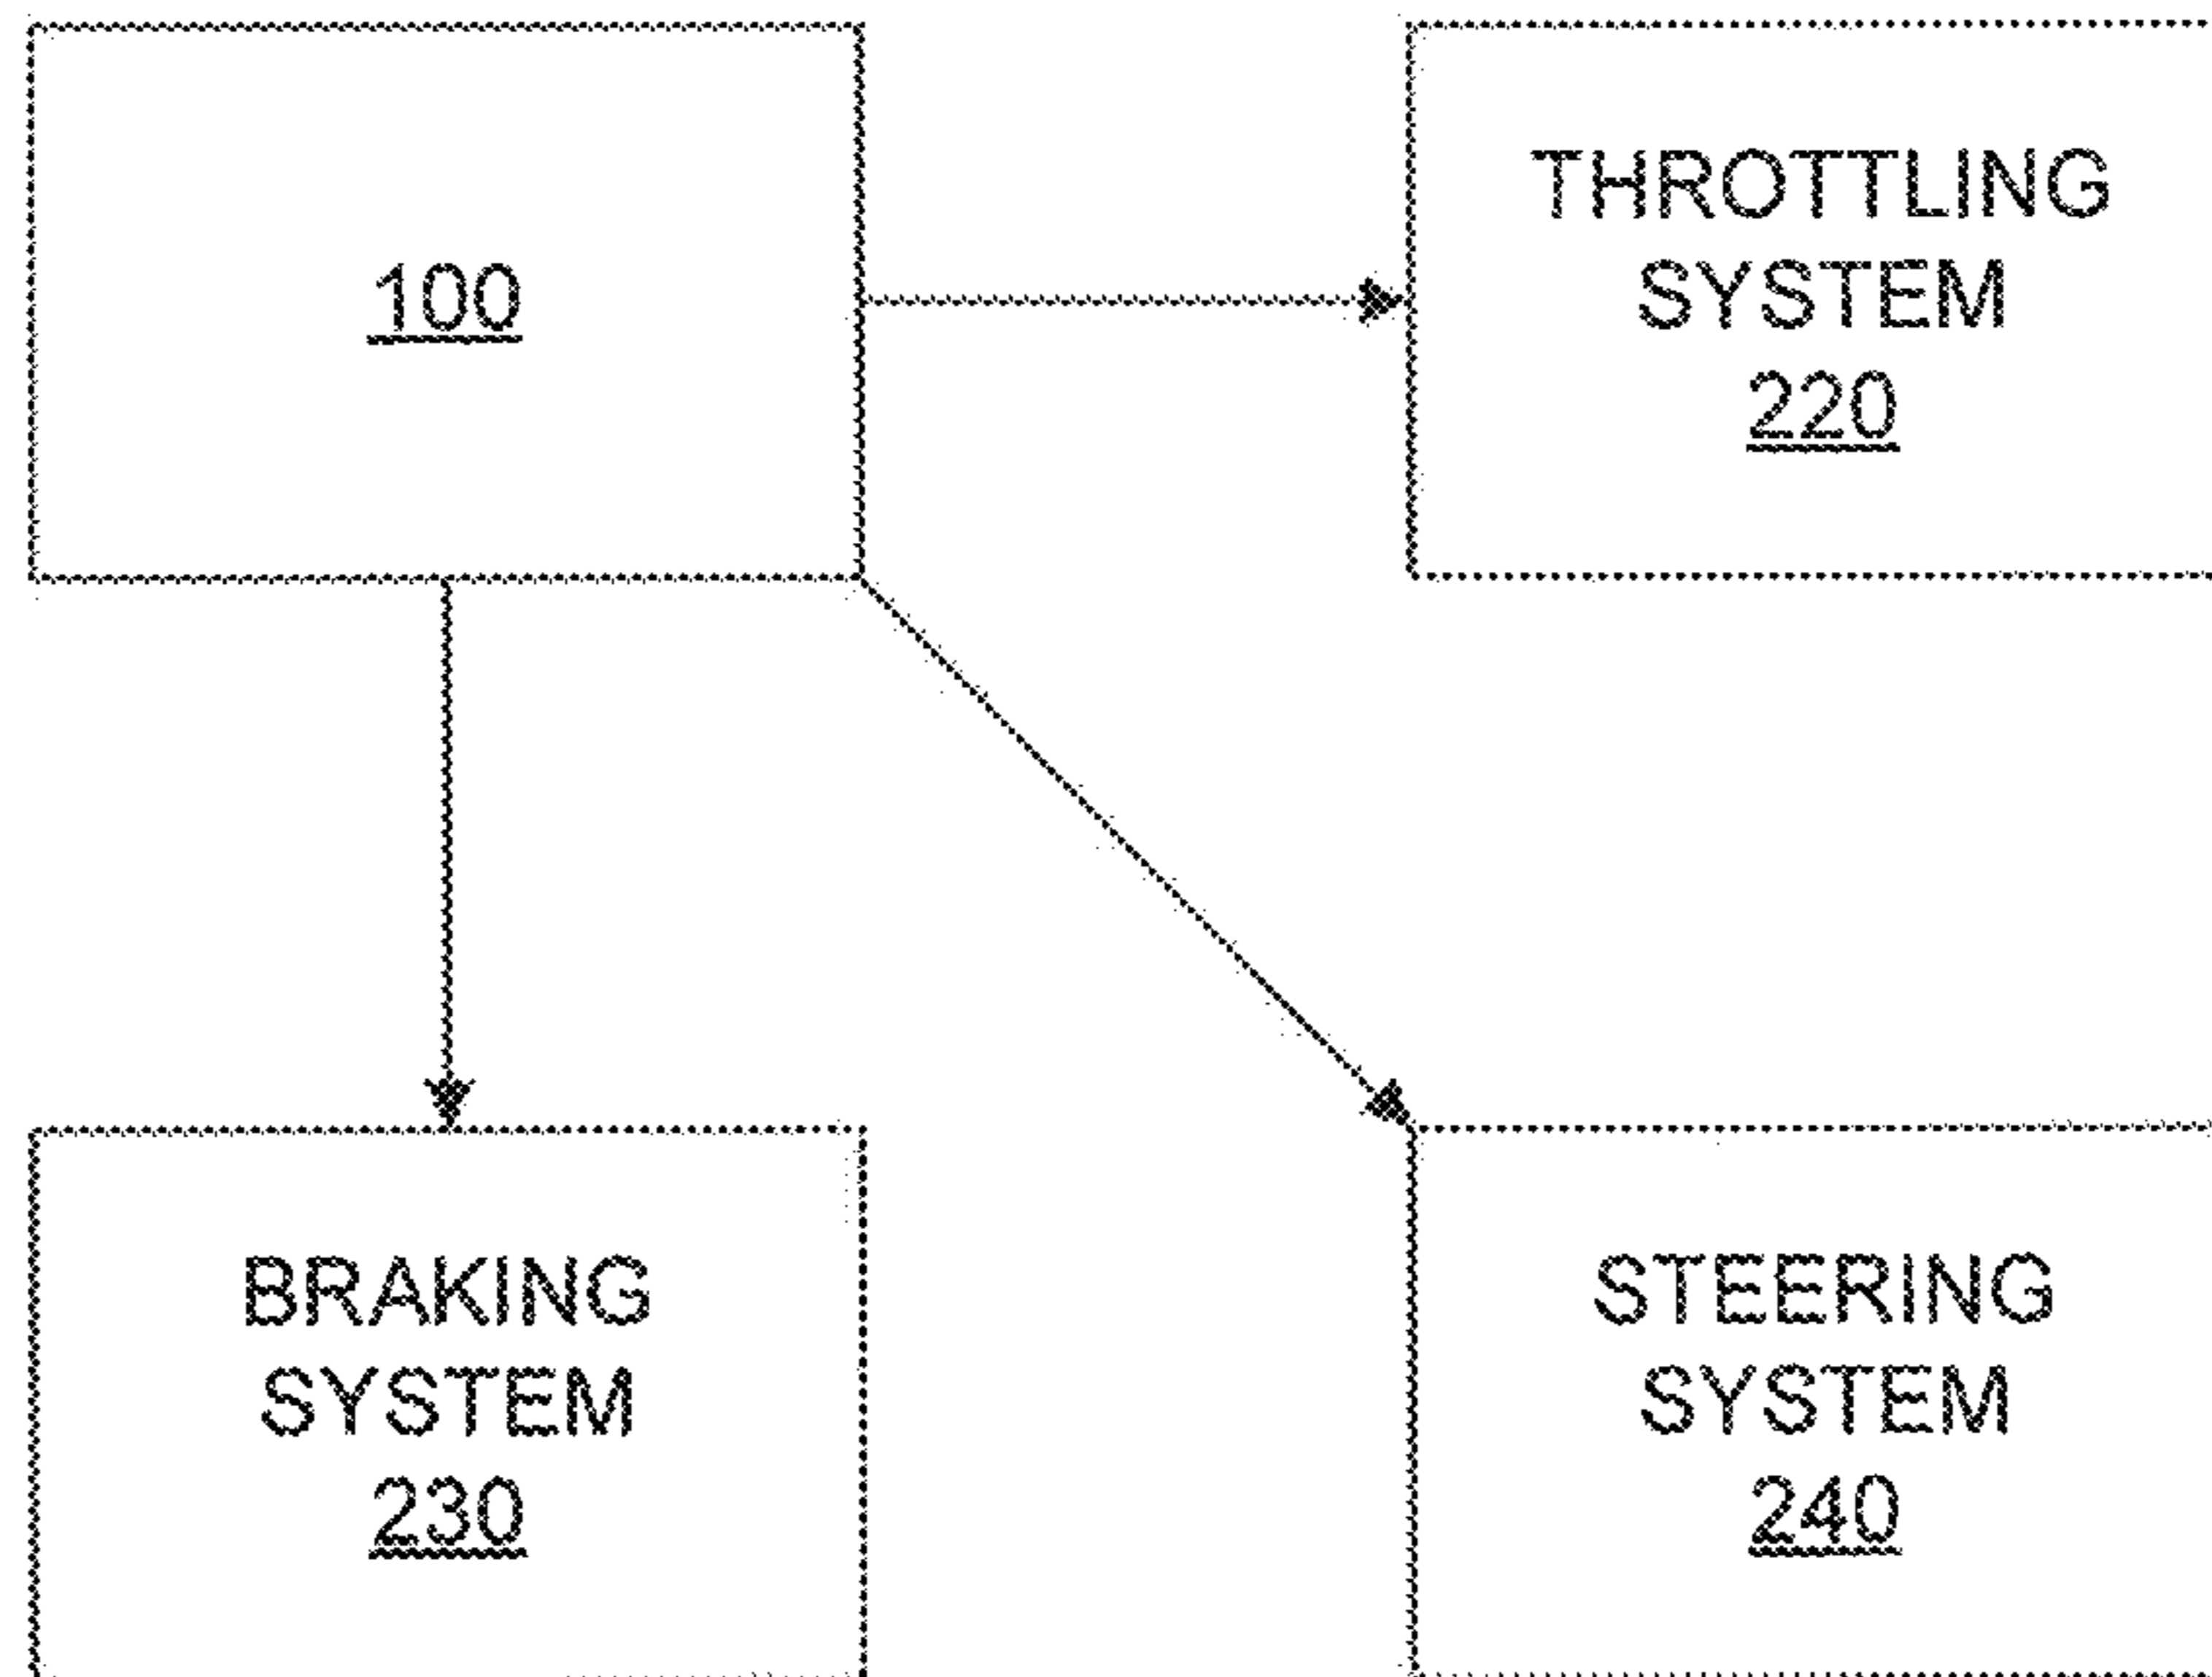 100
THROTTLING
SYSTEM
220
BRAKING
SYSTEM
230
STEERING
SYSTEM
240